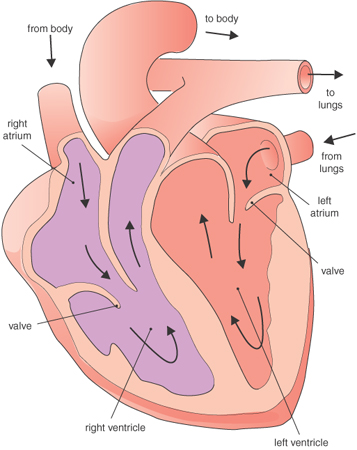 to body
from body
to
lungs
right
atrium
from
lungs
left
atrium
valve
valve
right ventricle
left ventricle